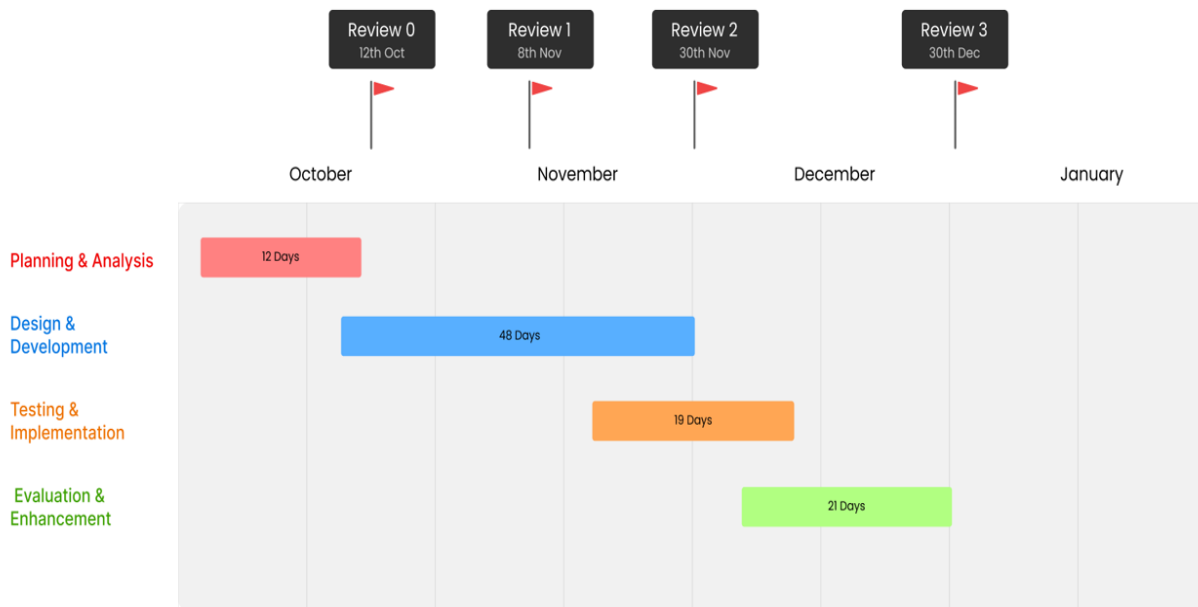 Review 0
12th Oct
Review 1
8th Nov
Review 2
30th Nov
Review 3
30th Dec
October
November
December
January
Planning & Analysis
12 Days
Design &
Development
48 Days
Testing &
Implementation
19 Days
Evaluation &
Enhancement
21 Days